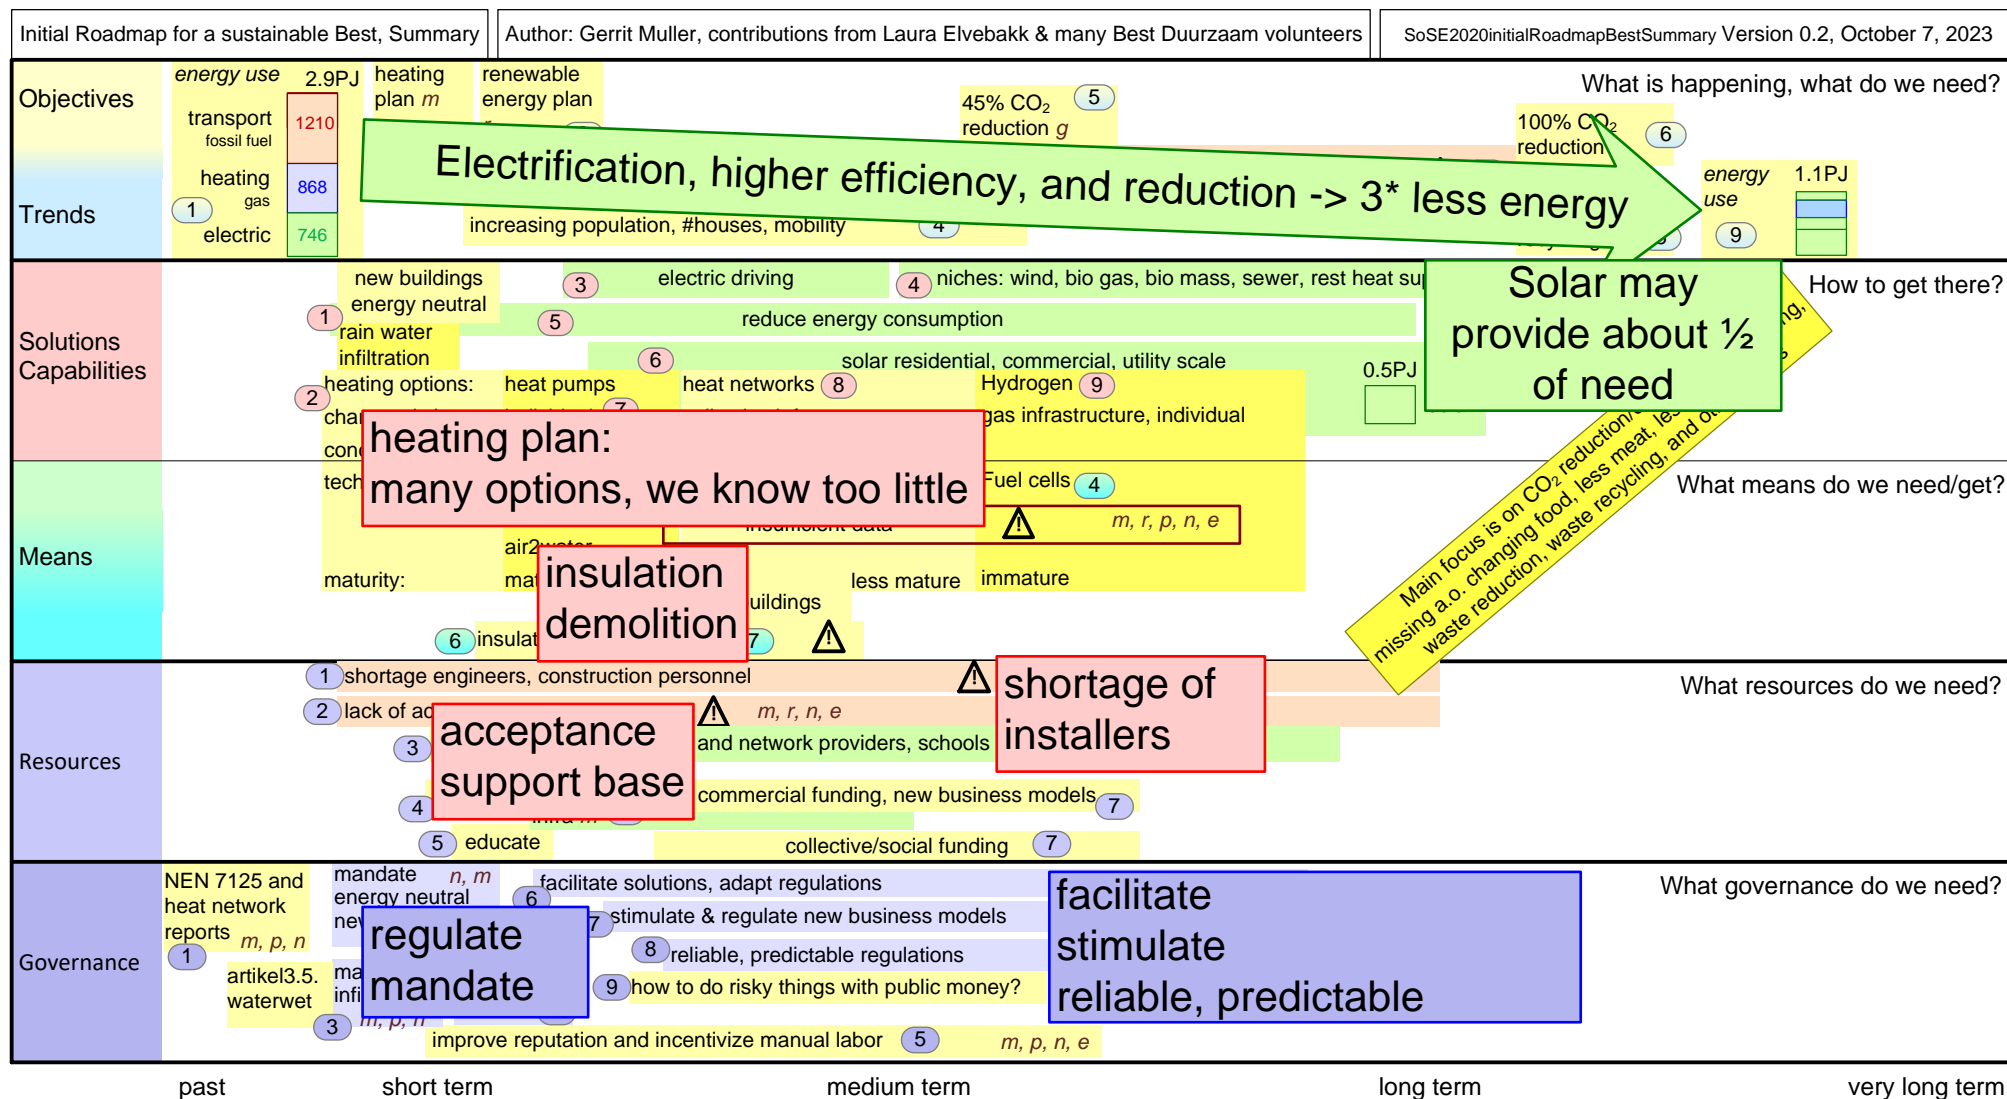 Initial Roadmap for a sustainable Best, Summary
Author: Gerrit Muller, contributions from Laura Elvebakk & many Best Duurzaam volunteers
SoSE2020initialRoadmapBestSummary Version 0.2, October 7, 2023
Objectives
Trends
energy use 2.9PJ
transport
fossil fuel
1210
heating
gas
868
1
electric
746
heating
plan m
renewable
energy plan
45% CO2
reduction g
5
100% CO2
reduction
6
What is happening, what do we need?
Electrification, higher efficiency, and reduction -> 3* less energy
increasing population, #houses, mobility
4
energy
use
1.1PJ
9
Solutions
Capabilities
How to get there?
new buildings
energy neutral
3
electric driving
4
niches: wind, bio gas, bio mass, sewer, rest heat
1
rain water
infiltration
5
reduce energy consumption
6
solar residential, commercial, utility scale
0.5PJ
Solar may
provide about ½
of need
2
heating options:
heat pumps
7
heat networks
8
Hydrogen
9
gas infrastructure, individual
heating plan:
many options, we know too little
Means
What means do we need/get?
Fuel cells
4
insufficient data
m, r, p, n, e
air2water
maturity:
less mature
immature
insulation
demolition
6
7
Main focus is on CO2 reduction/
missing a.o. changing food, less meat,
waste reduction, waste recycling, and
Resources
What resources do we need?
1
shortage engineers, construction personnel
2
lack of
m, r, n, e
3
and network providers, schools
acceptance
support base
shortage of
installers
4
commercial funding, new business models
7
5
educate
collective/social funding
7
Governance
What governance do we need?
NEN 7125 and
heat network
reports m, p, n
1
artikel3.5.
waterwet
3
m, p, n
mandate n, m
energy neutral
regulate
mandate
6
facilitate solutions, adapt regulations
7
stimulate & regulate new business models
8
reliable, predictable regulations
9
how to do risky things with public money?
improve reputation and incentivize manual labor
5
m, p, n, e
facilitate
stimulate
reliable, predictable
past
short term
medium term
long term
very long term